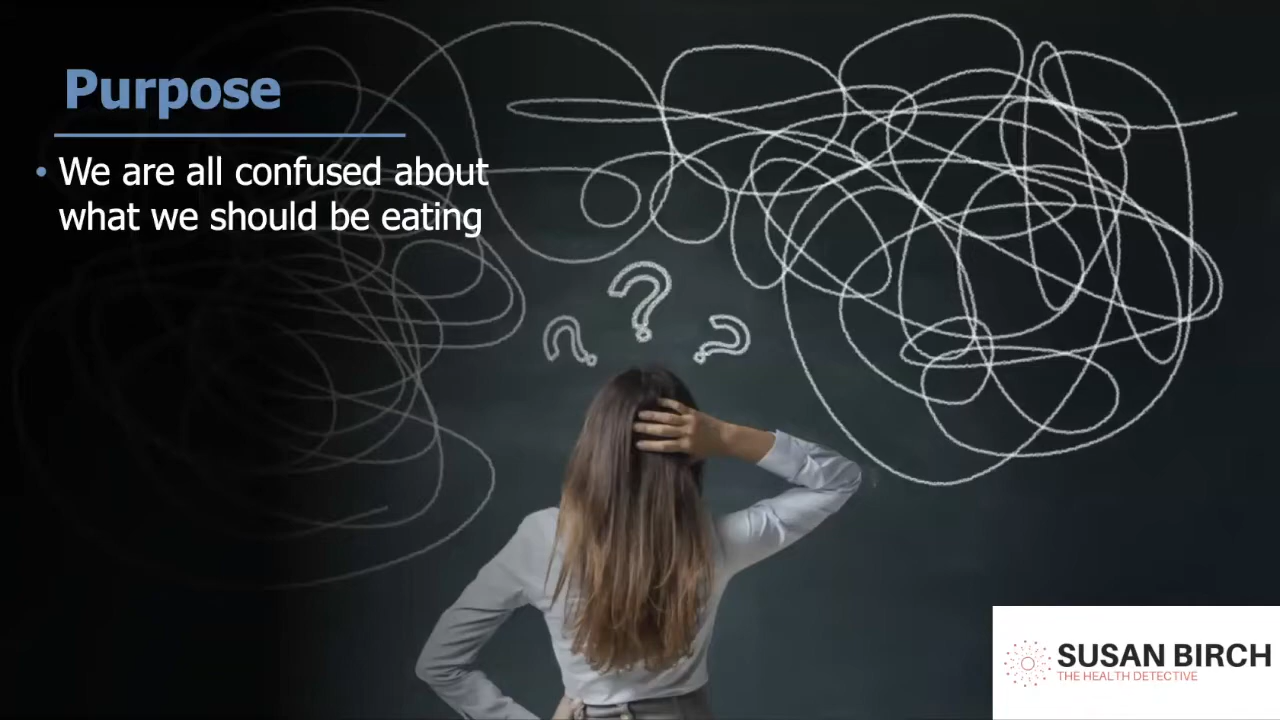 Purpose
• We are all confused about
what we should be eating
? ? ?
SUSAN BIRCH
THE HEALTH DETECTIVE